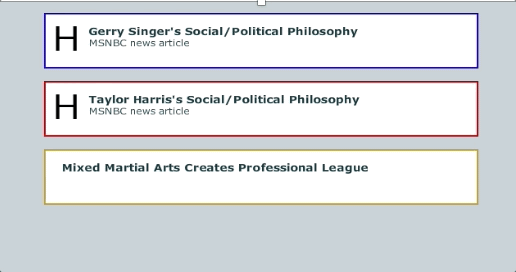 H
Gerry Singer's Social/Political Philosophy
MSNBC news article
H
Taylor Harris's Social/Political Philosophy
MSNBC news article
Mixed Martial Arts Creates Professional League